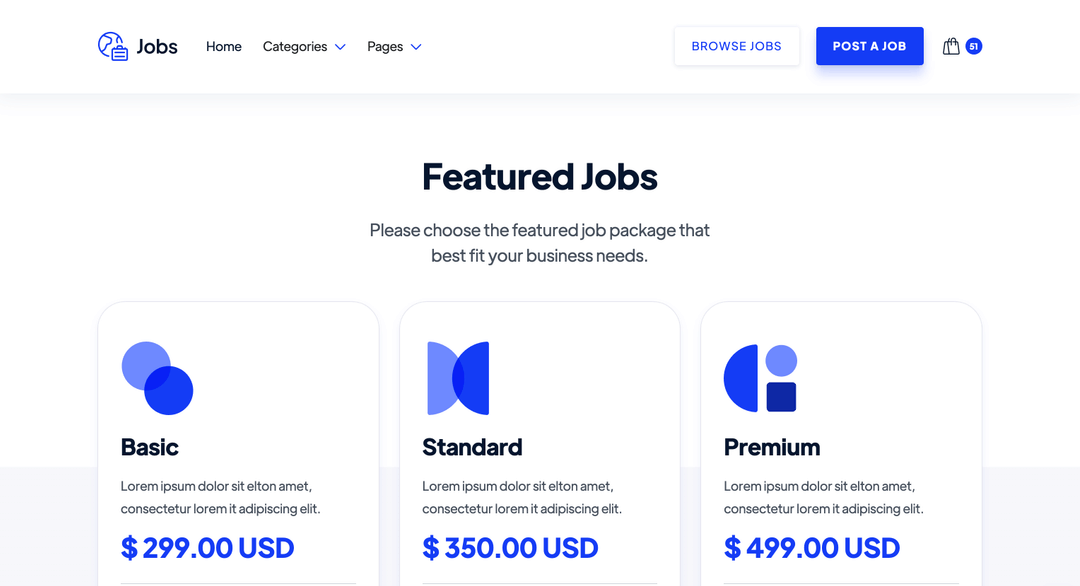 Jobs
Home
Categories
Pages
BROWSE JOBS
POST A JOB
51
Featured Jobs
Please choose the featured job package that
best fit your business needs.
Basic
Lorem ipsum dolor sit elton amet,
consectetur lorem it adipiscing elit.
$ 299.00 USD
Standard
Lorem ipsum dolor sit elton amet,
consectetur lorem it adipiscing elit.
$ 350.00 USD
Premium
Lorem ipsum dolor sit elton amet,
consectetur lorem it adipiscing elit.
$ 499.00 USD